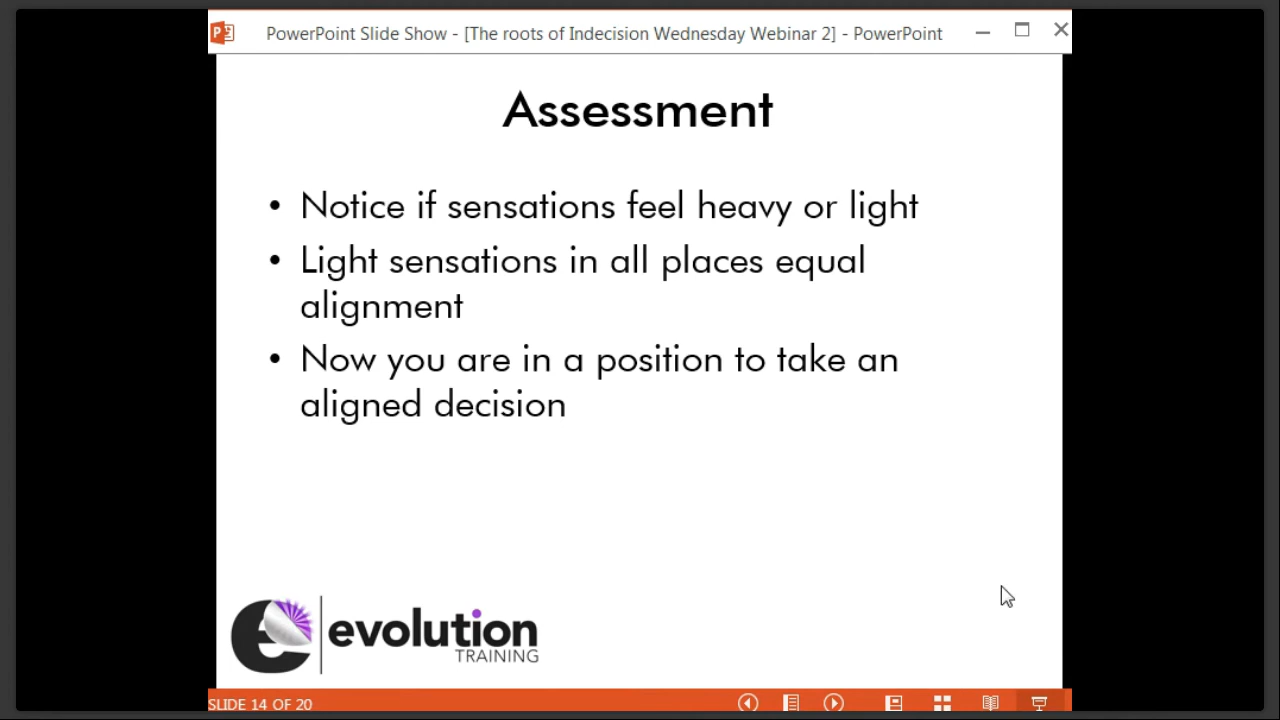 PowerPoint Slide Show - [The roots of Indecision Wednesday Webinar 2] - PowerPoint
Assessment
• Notice if sensations feel heavy or light
• Light sensations in all places equal
alignment
• Now you are in a position to take an
aligned decision
evolution
TRAINING
SLIDE 14 OF 20